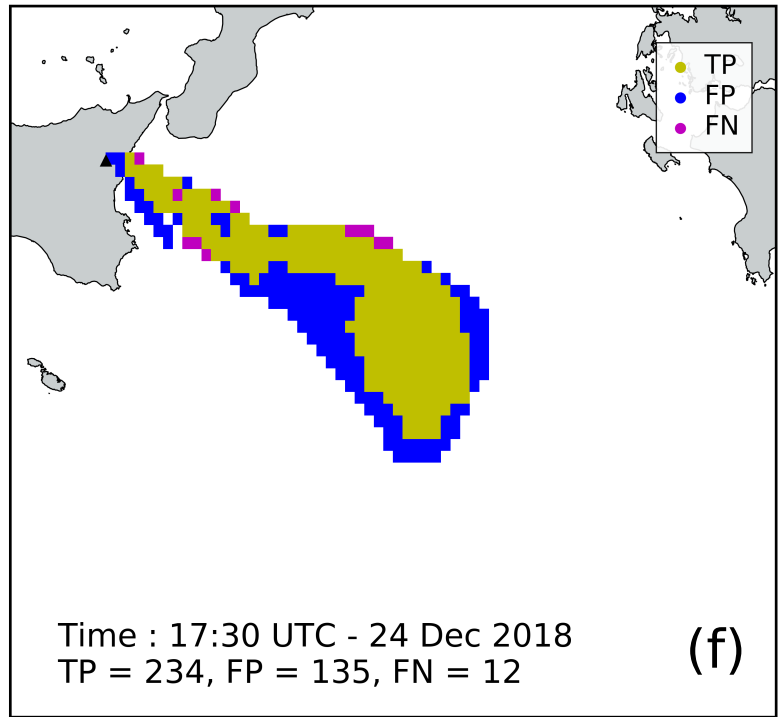 TP
FP
FN
Time : 17:30 UTC - 24 Dec 2018
TP = 234, FP = 135, FN = 12
(f)